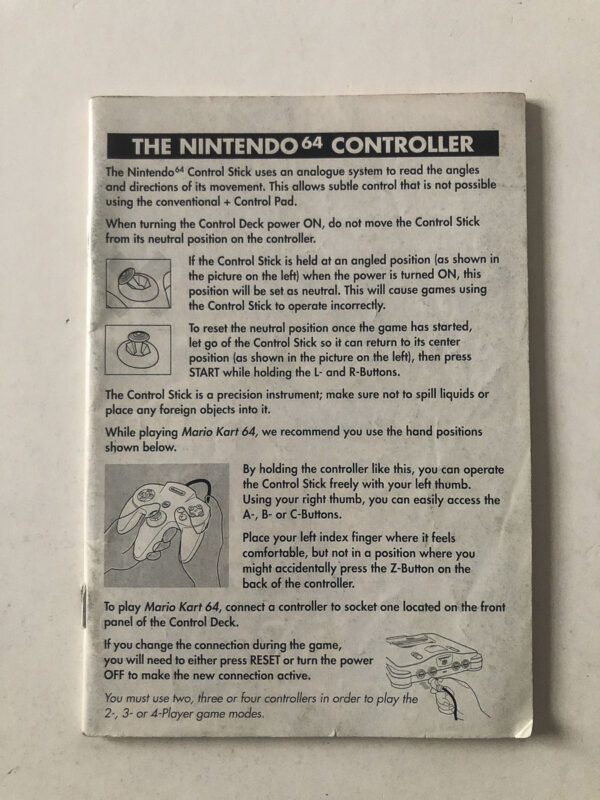 THE NINTENDO64 CONTROLLER
The Nintendo64 Control Stick uses an analogue system to read the angles
and directions of its movement. This allows subtle control that is not possible
using the conventional + Control Pad.
When turning the Control Deck power ON, do not move the Control Stick
from its neutral position on the controller.
If the Control Stick is held at an angled position (as shown in
the picture on the left) when the power is turned ON, this
position will be set as neutral. This will cause games using
the Control Stick to operate incorrectly.
To reset the neutral position once the game has started,
let go of the Control Stick so it can return to its center
position (as shown in the picture on the left), then press
START while holding the L- and R-Buttons.
The Control Stick is a precision instrument; make sure not to spill liquids or
place any foreign objects into it.
While playing Mario Kart 64, we recommend you use the hand positions
shown below.
By holding the controller like this, you can operate
the Control Stick freely with your left thumb.
Using your right thumb, you can easily access the
A-, B- or C-Buttons.
Place your left index finger where it feels
comfortable, but not in a position where you
might accidentally press the Z-Button on the
back of the controller.
To play Mario Kart 64, connect a controller to socket one located on the front
panel of the Control Deck.
If you change the connection during the game,
you will need to either press RESET or turn the power
OFF to make the new connection active.
You must use two, three or four controllers in order to play the
2-, 3- or 4-Player game modes.